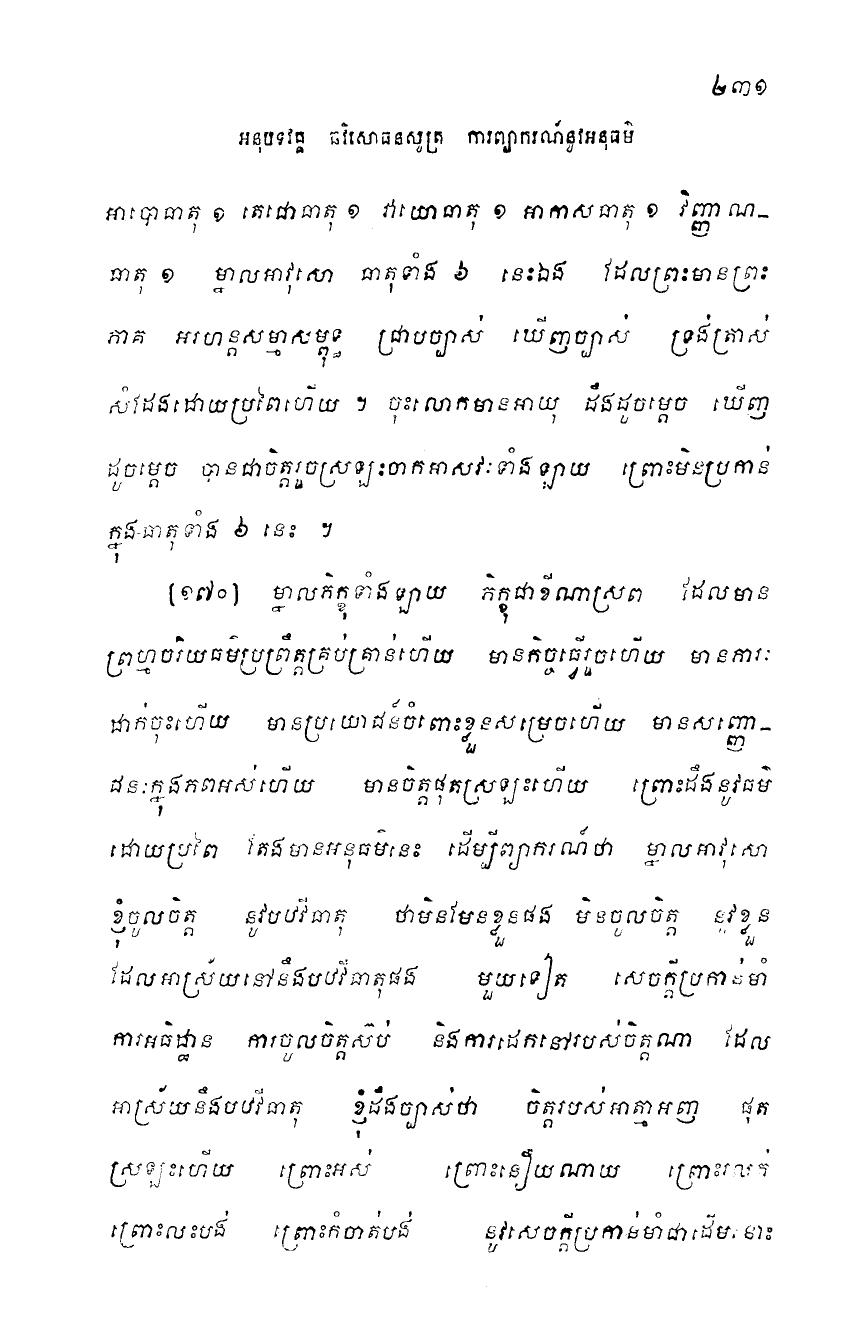 ២៣១
អនុបទវគ្គ ឆវិសោធនសូត្រ ការព្យាករណ៍នូវអនុធម៌
អាបោធាតុ ១ តេជោធាតុ ១ វាយោធាតុ ១ អាកាសធាតុ ១ វិញ្ញាណ-
ធាតុ ១ ម្នាលអាវុសោ ធាតុទាំង ៦ នេះឯង ដែលព្រះមានព្រះ
ភាគ អរហន្តសម្មាសម្ពុទ្ធ ជ្រាបច្បាស់ ឃើញច្បាស់ ទ្រង់ត្រាស់
សំដែងដោយប្រពៃហើយ ។ ចុះលោកមានអាយុ ដឹងដូចម្តេច ឃើញ
ដូចម្តេច បានជាចិត្តរួចស្រឡះចាកអាសវៈទាំងឡាយ ព្រោះមិនប្រកាន់
ក្នុងធាតុទាំង ៦ នេះ ។
[១៧០] ម្នាលភិក្ខុទាំងឡាយ ភិក្ខុជាខីណាស្រព ដែលមាន
ព្រហ្មចរិយធម៌ប្រព្រឹត្តគ្រប់គ្រាន់ហើយ មានកិច្ចធ្វើរួចហើយ មានភារៈ
ដាក់ចុះហើយ មានប្រយោជន៍ចំពោះខ្លួនសម្រេចហើយ មានសញ្ញោ-
ជនៈក្នុងភពអស់ហើយ មានចិត្តផុតស្រឡះហើយ ព្រោះដឹងនូវធម៌
ដោយប្រពៃ តែងមានអនុធម៌នេះ ដើម្បីព្យាករណ៍ថា ម្នាលអាវុសោ
ខ្ញុំចូលចិត្ត នូវបឋវីធាតុ ថាមិនមែនខ្លួនផង មិនចូលចិត្ត នូវខ្លួន
ដែលអាស្រ័យនៅនឹងបឋវីធាតុផង មួយទៀត សេចក្តីប្រកាន់មាំ
ការអធិដ្ឋាន ការចូលចិត្តស៊ប់ និងការដេកនៅរបស់ចិត្តណា ដែល
អាស្រ័យនឹងបឋវីធាតុ ខ្ញុំដឹងច្បាស់ថា ចិត្តរបស់អាត្មាអញ ផុត
ស្រឡះហើយ ព្រោះអស់ ព្រោះនឿយណាយ ព្រោះរលត់
ព្រោះលះបង់ ព្រោះកំចាត់បង់ នូវសេចក្តីប្រកាន់មាំជាដើមនោះ